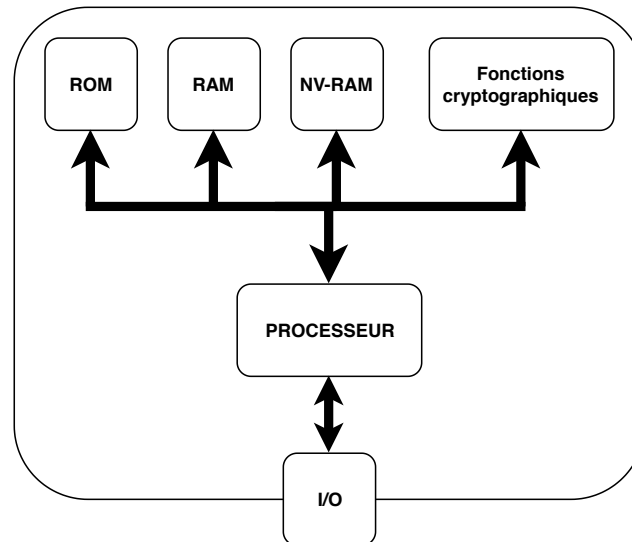 ROM
RAM
NV-RAM
Fonctions
cryptographiques
PROCESSEUR
I/O